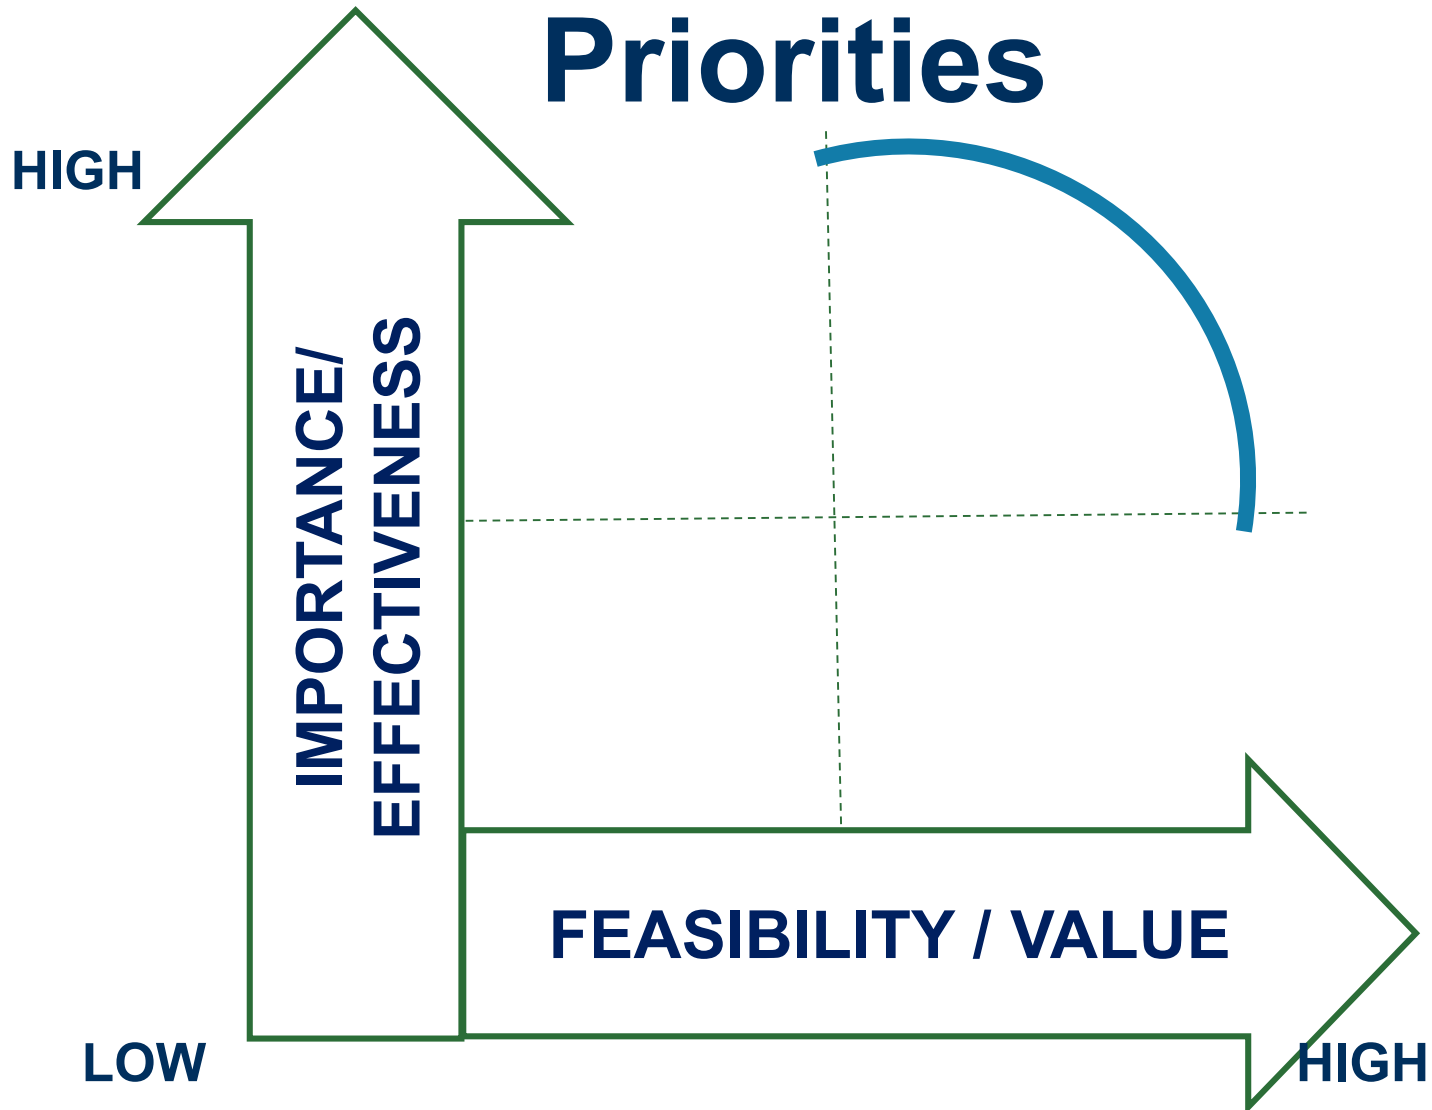 Priorities
HIGH
IMPORTANCE/
EFFECTIVENESS
FEASIBILITY / VALUE
LOW
HIGH